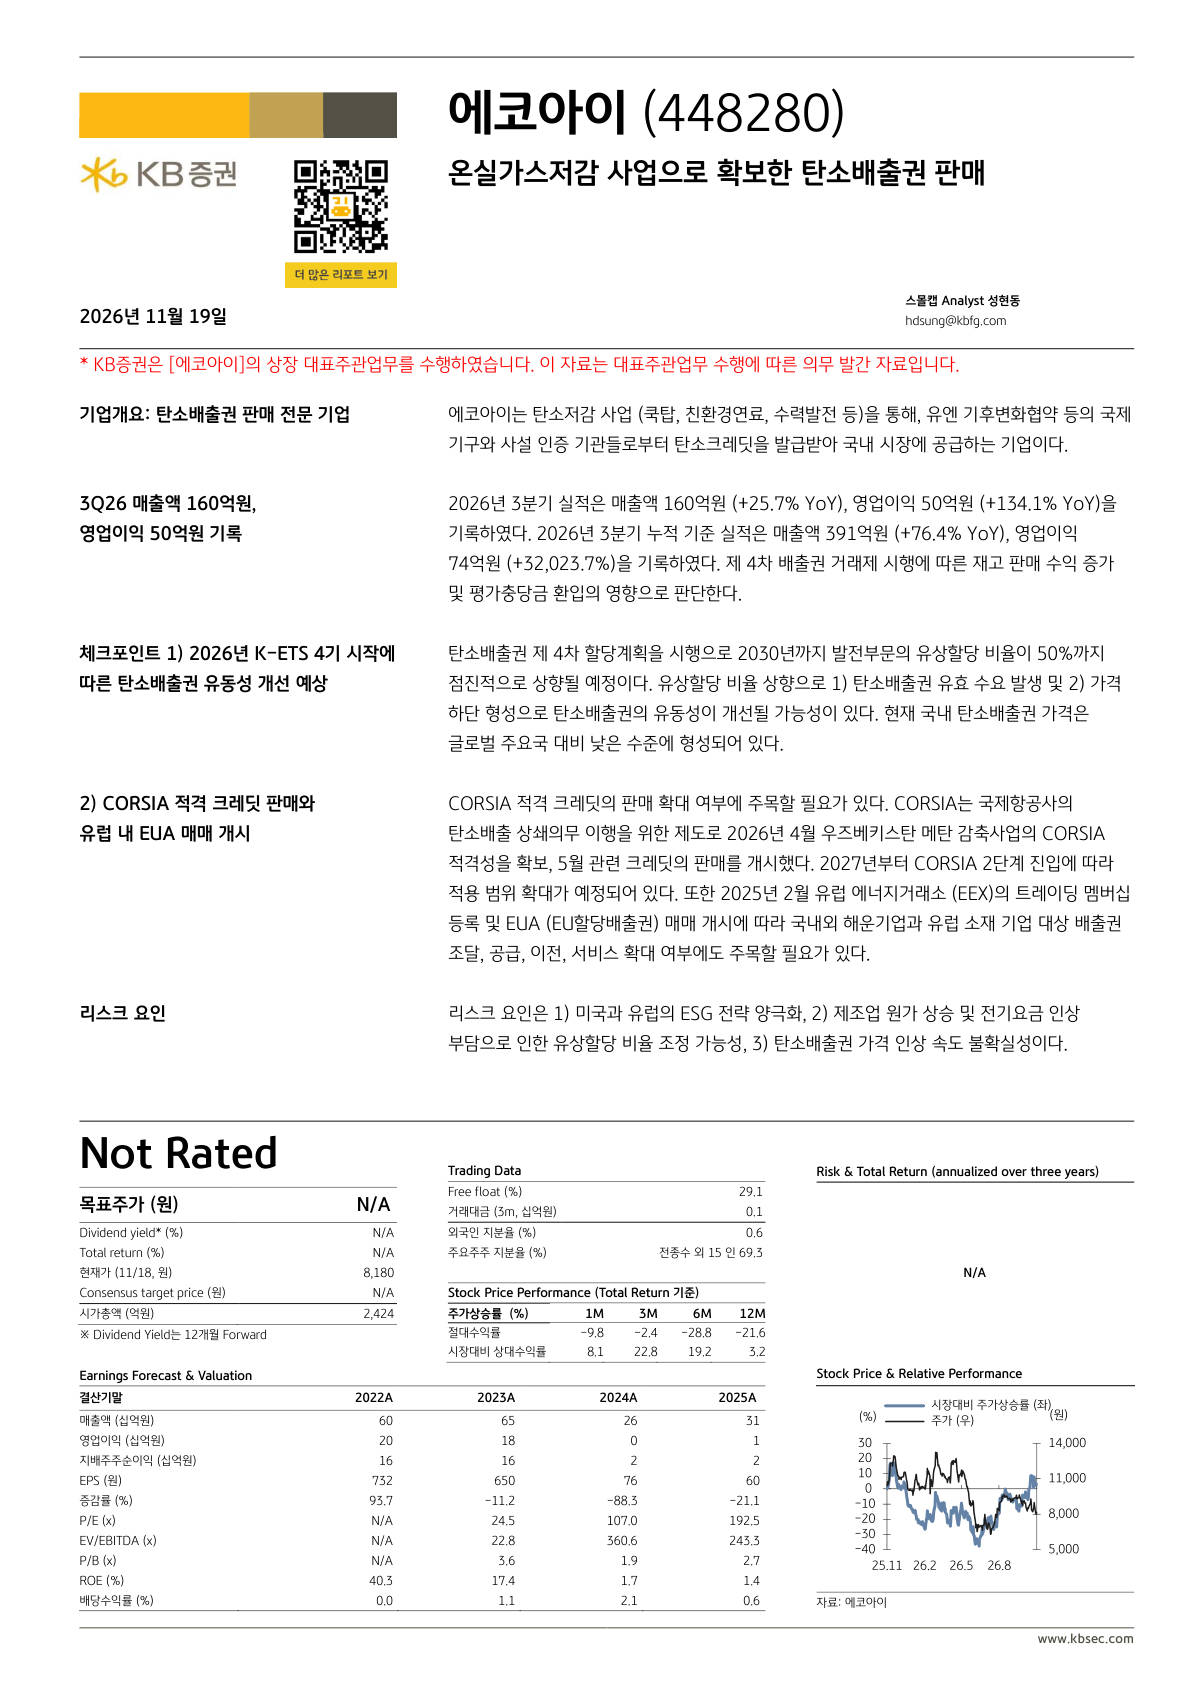 에코아이 (448280)
온실가스저감 사업으로 확보한 탄소배출권 판매
KB증권
더 많은 리포트 보기
2026년 11월 19일
스몰캡 Analyst 성현동
hdsung@kbfg.com
* KB증권은 [에코아이]의 상장 대표주관업무를 수행하였습니다. 이 자료는 대표주관업무 수행에 따른 의무 발간 자료입니다.
기업개요: 탄소배출권 판매 전문 기업
에코아이는 탄소저감 사업 (쿡탑, 친환경연료, 수력발전 등)을 통해, 유엔 기후변화협약 등의 국제
기구와 사설 인증 기관들로부터 탄소크레딧을 발급받아 국내 시장에 공급하는 기업이다.
3Q26 매출액 160억원,
영업이익 50억원 기록
2026년 3분기 실적은 매출액 160억원 (+25.7% YoY), 영업이익 50억원 (+134.1% YoY)을
기록하였다. 2026년 3분기 누적 기준 실적은 매출액 391억원 (+76.4% YoY), 영업이익
74억원 (+32,023.7%)을 기록하였다. 제 4차 배출권 거래제 시행에 따른 재고 판매 수익 증가
및 평가충당금 환입의 영향으로 판단한다.
체크포인트 1) 2026년 K-ETS 4기 시작에
따른 탄소배출권 유동성 개선 예상
탄소배출권 제 4차 할당계획을 시행으로 2030년까지 발전부문의 유상할당 비율이 50%까지
점진적으로 상향될 예정이다. 유상할당 비율 상향으로 1) 탄소배출권 유효 수요 발생 및 2) 가격
하단 형성으로 탄소배출권의 유동성이 개선될 가능성이 있다. 현재 국내 탄소배출권 가격은
글로벌 주요국 대비 낮은 수준에 형성되어 있다.
2) CORSIA 적격 크레딧 판매와
유럽 내 EUA 매매 개시
CORSIA 적격 크레딧의 판매 확대 여부에 주목할 필요가 있다. CORSIA는 국제항공사의
탄소배출 상쇄의무 이행을 위한 제도로 2026년 4월 우즈베키스탄 메탄 감축사업의 CORSIA
적격성을 확보, 5월 관련 크레딧의 판매를 개시했다. 2027년부터 CORSIA 2단계 진입에 따라
적용 범위 확대가 예정되어 있다. 또한 2025년 2월 유럽 에너지거래소 (EEX)의 트레이딩 멤버십
등록 및 EUA (EU할당배출권) 매매 개시에 따라 국내외 해운기업과 유럽 소재 기업 대상 배출권
조달, 공급, 이전, 서비스 확대 여부에도 주목할 필요가 있다.
리스크 요인
리스크 요인은 1) 미국과 유럽의 ESG 전략 양극화, 2) 제조업 원가 상승 및 전기요금 인상
부담으로 인한 유상할당 비율 조정 가능성, 3) 탄소배출권 가격 인상 속도 불확실성이다.
Not Rated
목표주가 (원) N/A
Dividend yield* (%) N/A
Total return (%) N/A
현재가 (11/18, 원) 8,180
Consensus target price (원) N/A
시가총액 (억원) 2,424
※ Dividend Yield는 12개월 Forward
Trading Data
Free float (%) 29.1
거래대금 (3m, 십억원) 0.1
외국인 지분율 (%) 0.6
주요주주 지분율 (%) 전종수 외 15 인 69.3
Stock Price Performance (Total Return 기준)
주가상승률 (%) 1M 3M 6M 12M
절대수익률 -9.8 -2.4 -28.8 -21.6
시장대비 상대수익률 8.1 22.8 19.2 3.2
Risk & Total Return (annualized over three years)
N/A
Earnings Forecast & Valuation
결산기말 2022A 2023A 2024A 2025A
매출액 (십억원) 60 65 26 31
영업이익 (십억원) 20 18 0 1
지배주주순이익 (십억원) 16 16 2 2
EPS (원) 732 650 76 60
증감률 (%) 93.7 -11.2 -88.3 -21.1
P/E (x) N/A 24.5 107.0 192.5
EV/EBITDA (x) N/A 22.8 360.6 243.3
P/B (x) N/A 3.6 1.9 2.7
ROE (%) 40.3 17.4 1.7 1.4
배당수익률 (%) 0.0 1.1 2.1 0.6
Stock Price & Relative Performance
시장대비 주가상승률 (좌)
(%) 주가 (우) (원)
30 14,000
20
10 11,000
0
-10 8,000
-20
-30
-40 5,000
25.11 26.2 26.5 26.8
자료: 에코아이
www.kbsec.com